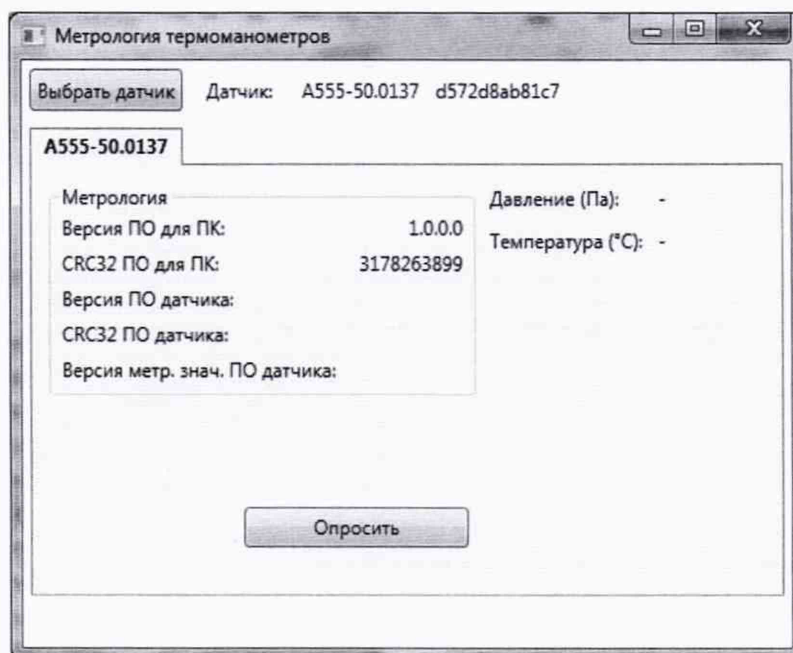 Метрология термоманометров
Выбрать датчик Датчик: A555-50.0137 d572d8ab81c7
A555-50.0137
Метрология
Версия ПО для ПК: 1.0.0.0
CRC32 ПО для ПК: 3178263899
Версия ПО датчика:
CRC32 ПО датчика:
Версия метр. знач. ПО датчика:
Давление (Па): -
Температура (°C): -
Опросить